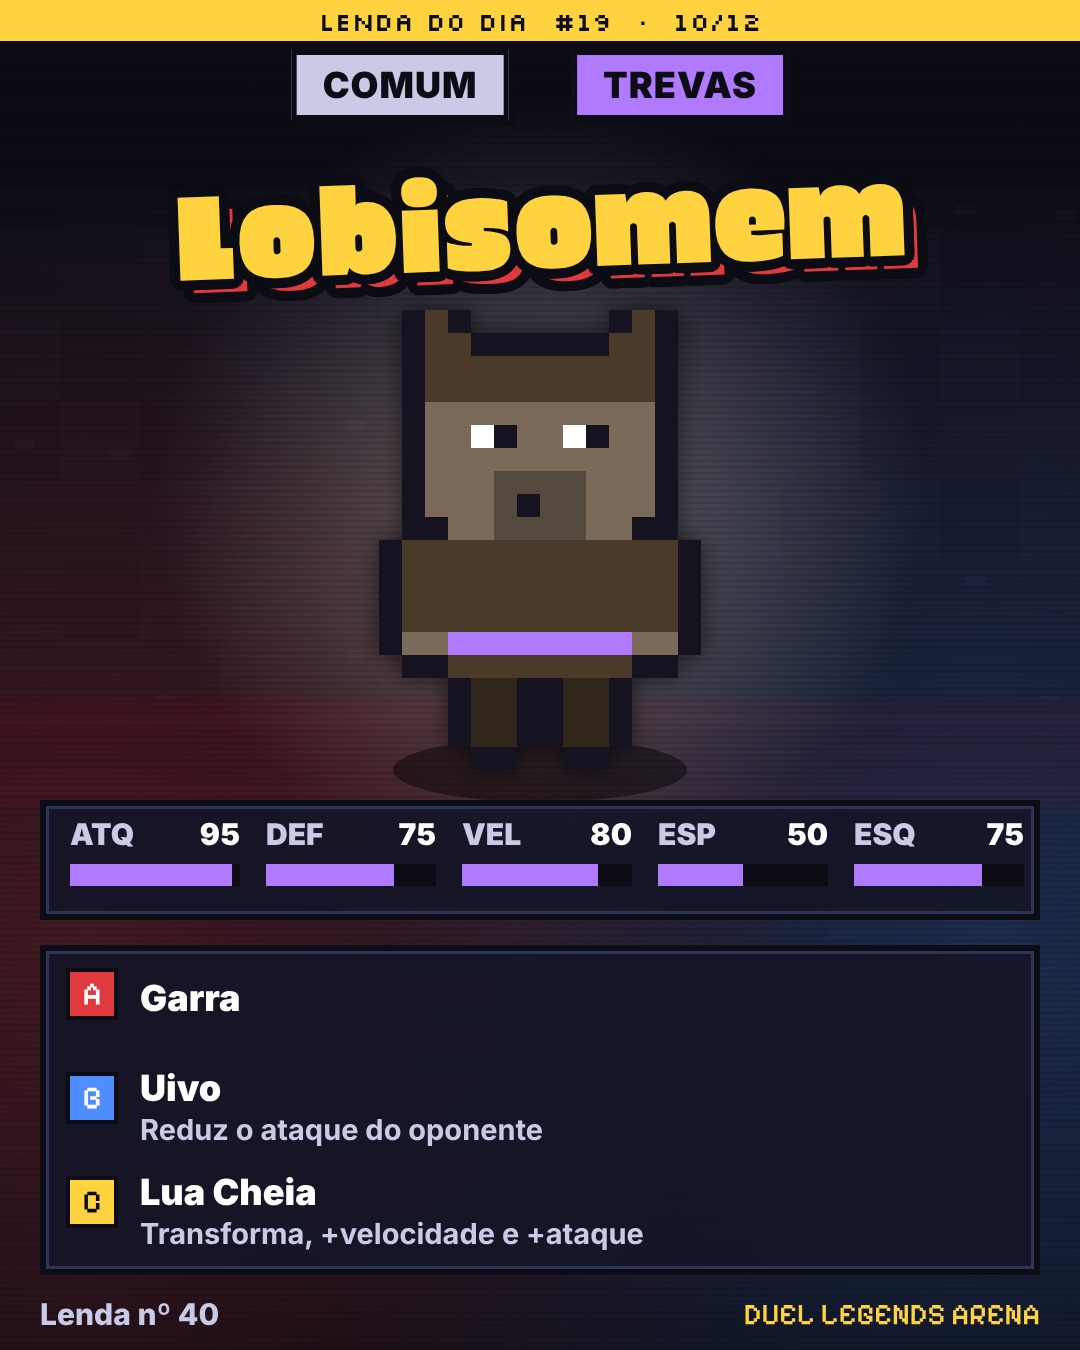 LENDA DO DIA #19 · 10/12
COMUM TREVAS
Lobisomem
ATQ 95 DEF 75 VEL 80 ESP 50 ESQ 75
A Garra
B Uivo
Reduz o ataque do oponente
C Lua Cheia
Transforma, +velocidade e +ataque
Lenda nº 40 DUEL LEGENDS ARENA